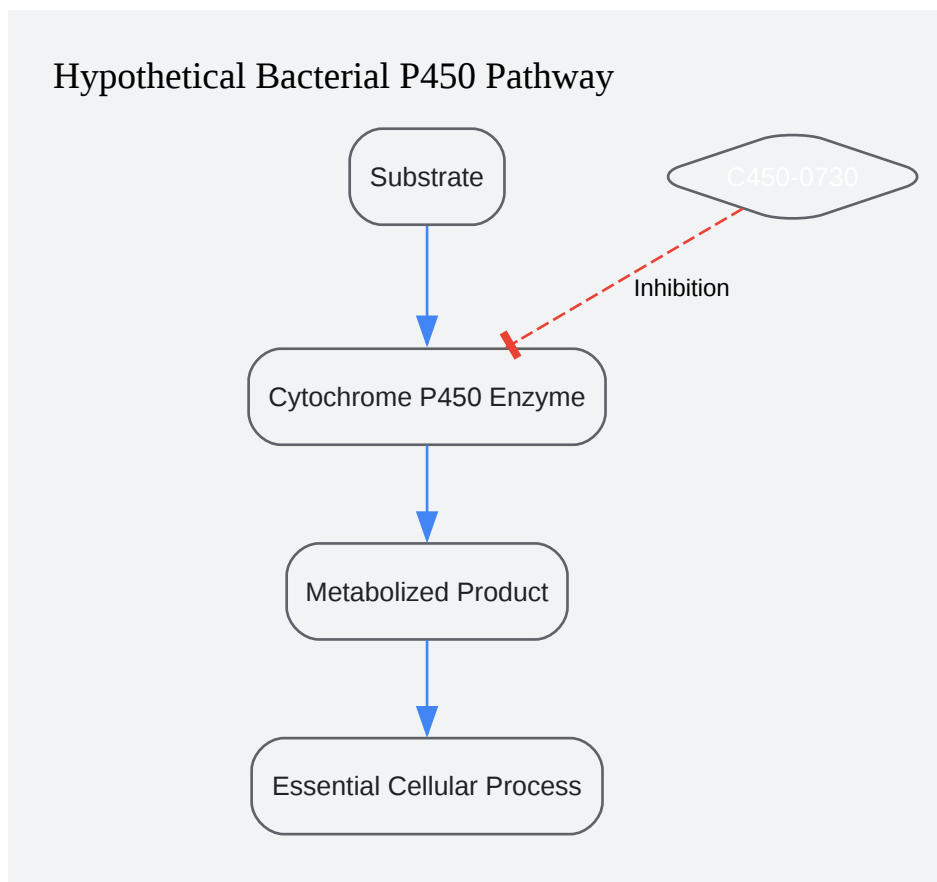 Hypothetical Bacterial P450 Pathway
Substrate
C450-0730
Inhibition
Cytochrome P450 Enzyme
Metabolized Product
Essential Cellular Process